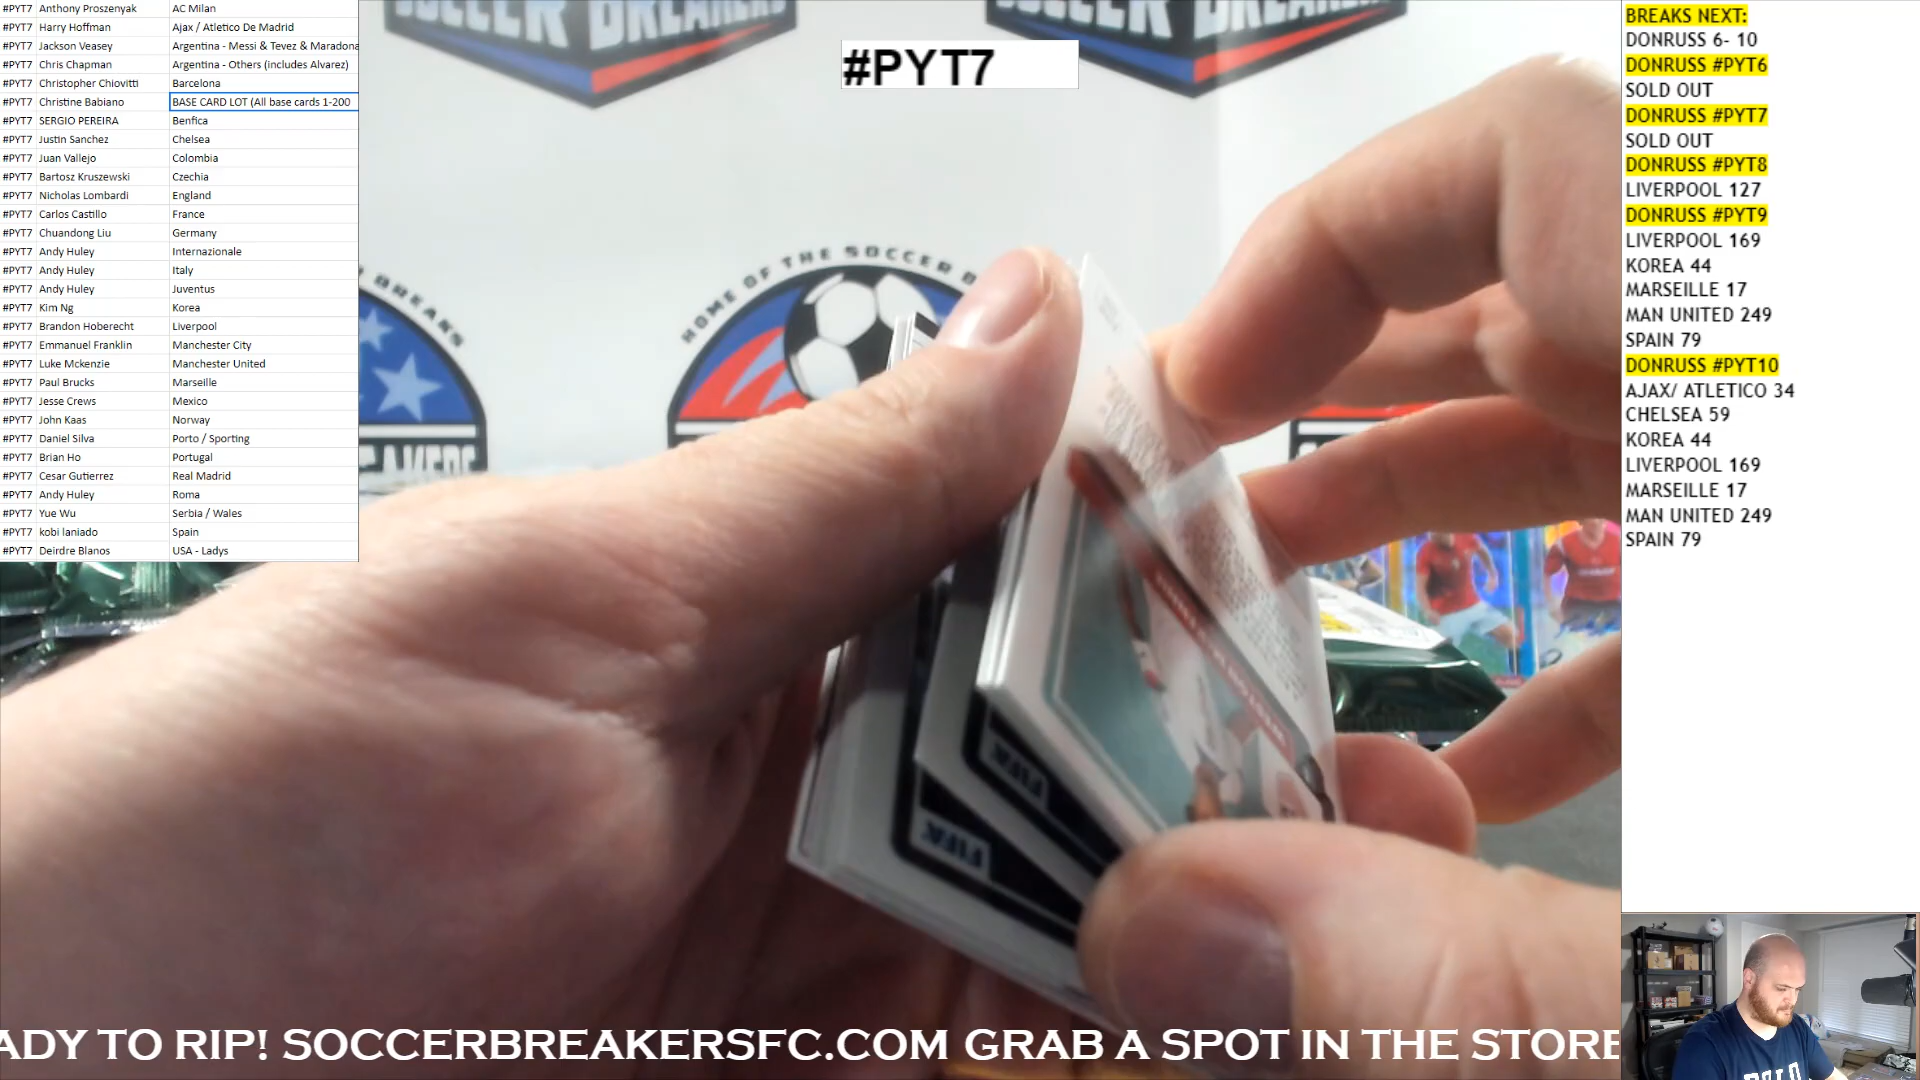 #PYT7 Anthony Proszenyak AC Milan
#PYT7 Harry Hoffman Ajax / Atletico De Madrid
#PYT7 Jackson Veasey Argentina - Messi & Tevez & Maradona
#PYT7 Chris Chapman Argentina - Others (includes Alvarez)
#PYT7 Christopher Chiovitti Barcelona
#PYT7 Christine Babiano BASE CARD LOT (All base cards 1-200
#PYT7 SERGIO PEREIRA Benfica
#PYT7 Justin Sanchez Chelsea
#PYT7 Juan Vallejo Colombia
#PYT7 Bartosz Kruszewski Czechia
#PYT7 Nicholas Lombardi England
#PYT7 Carlos Castillo France
#PYT7 Chuandong Liu Germany
#PYT7 Andy Huley Internazionale
#PYT7 Andy Huley Italy
#PYT7 Andy Huley Juventus
#PYT7 Kim Ng Korea
#PYT7 Brandon Hoberecht Liverpool
#PYT7 Emmanuel Franklin Manchester City
#PYT7 Luke Mckenzie Manchester United
#PYT7 Paul Brucks Marseille
#PYT7 Jesse Crews Mexico
#PYT7 John Kaas Norway
#PYT7 Daniel Silva Porto / Sporting
#PYT7 Brian Ho Portugal
#PYT7 Cesar Gutierrez Real Madrid
#PYT7 Andy Huley Roma
#PYT7 Yue Wu Serbia / Wales
#PYT7 kobi laniado Spain
#PYT7 Deirdre Blanos USA - Ladys
#PYT7
SOCCER BREAKERS
HOME OF THE SOCCER B
BREAKS
FIFA
FIFA
BREAKS NEXT:
DONRUSS 6- 10
DONRUSS #PYT6
SOLD OUT
DONRUSS #PYT7
SOLD OUT
DONRUSS #PYT8
LIVERPOOL 127
DONRUSS #PYT9
LIVERPOOL 169
KOREA 44
MARSEILLE 17
MAN UNITED 249
SPAIN 79
DONRUSS #PYT10
AJAX/ ATLETICO 34
CHELSEA 59
KOREA 44
LIVERPOOL 169
MARSEILLE 17
MAN UNITED 249
SPAIN 79
ADY TO RIP! SOCCERBREAKERSFC.COM GRAB A SPOT IN THE STORE